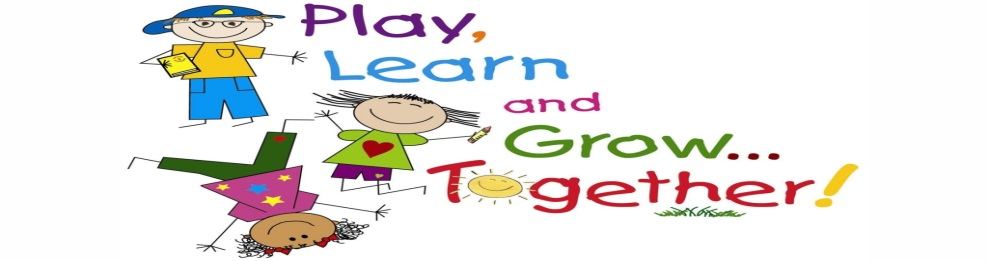 Play,
Learn
and
Grow...
Together!